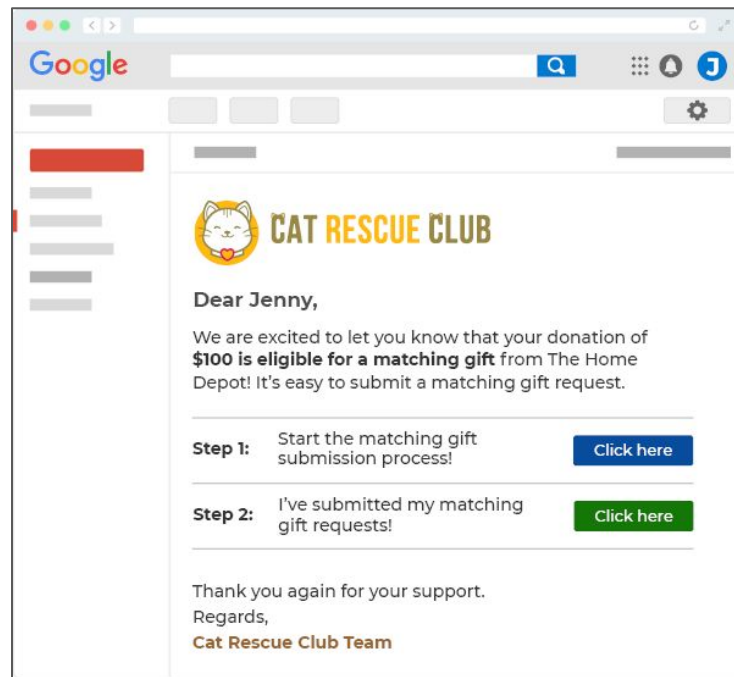 Google
J
CAT RESCUE CLUB
Dear Jenny,
We are excited to let you know that your donation of
$100 is eligible for a matching gift from The Home
Depot! It's easy to submit a matching gift request.
Step 1:
Start the matching gift
submission process!
Click here
Step 2:
I've submitted my matching
gift requests!
Click here
Thank you again for your support.
Regards,
Cat Rescue Club Team